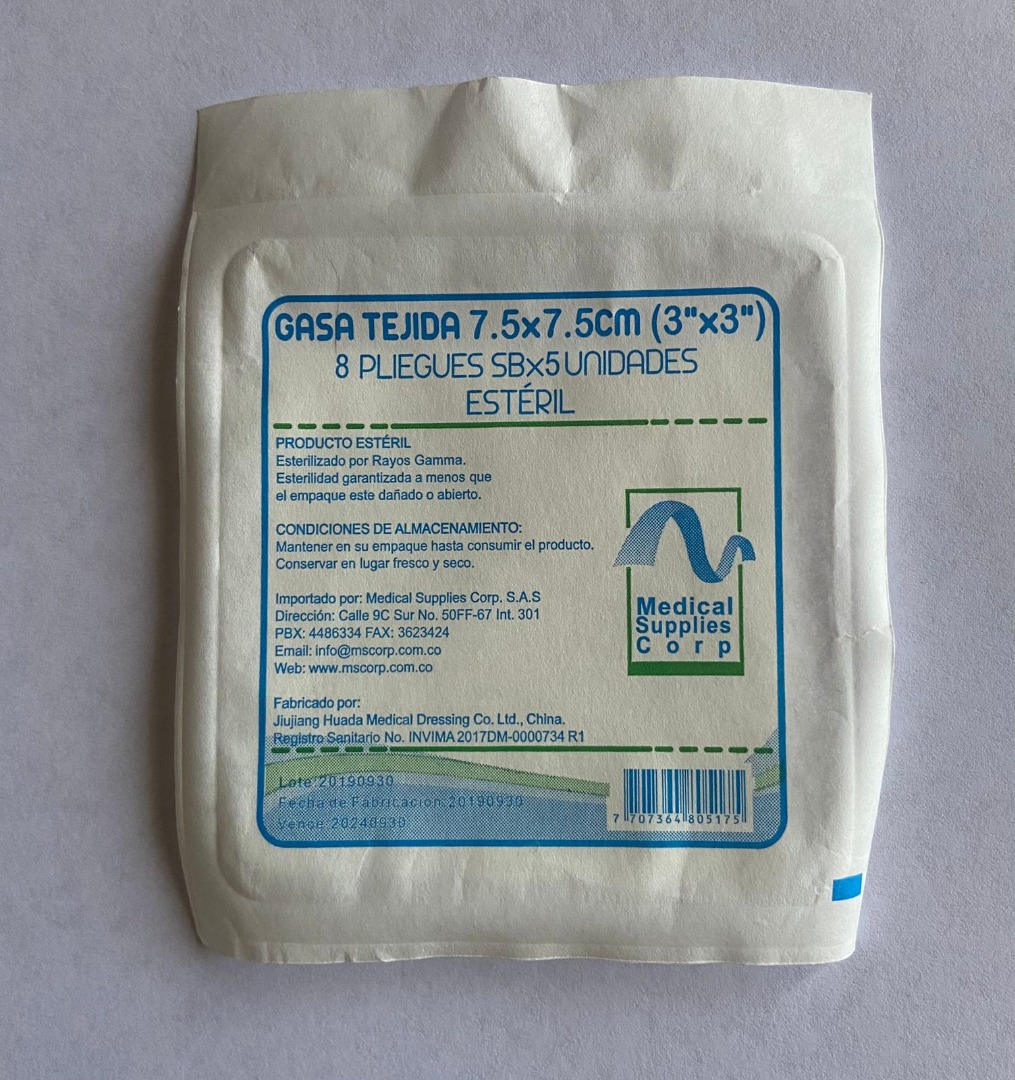 GASA TEJIDA 7.5x7.5cm (3"x3")
8 PLIEGUES SBx5 UNIDADES
ESTÉRIL
PRODUCTO ESTÉRIL
Esterilizado por Rayos Gamma.
Esterilidad garantizada a menos que
el empaque este dañado o abierto.
CONDICIONES DE ALMACENAMIENTO:
Mantener en su empaque hasta consumir el producto.
Conservar en lugar fresco y seco.
Importado por: Medical Supplies Corp. S.A.S
Dirección: Calle 9C Sur No. 50FF-67 Int. 301
PBX: 4486334 FAX: 3623424
Email: info@mscorp.com.co
Web: www.mscorp.com.co
Medical
Supplies
Corp
Fabricado por:
Jiujiang Huada Medical Dressing Co. Ltd., China.
Registro Sanitario No. INVIMA 2017DM-0000734 R1
Lote:20190930
Fecha de Fabricacion:20190930
Vence:20240930
7 707364 805175